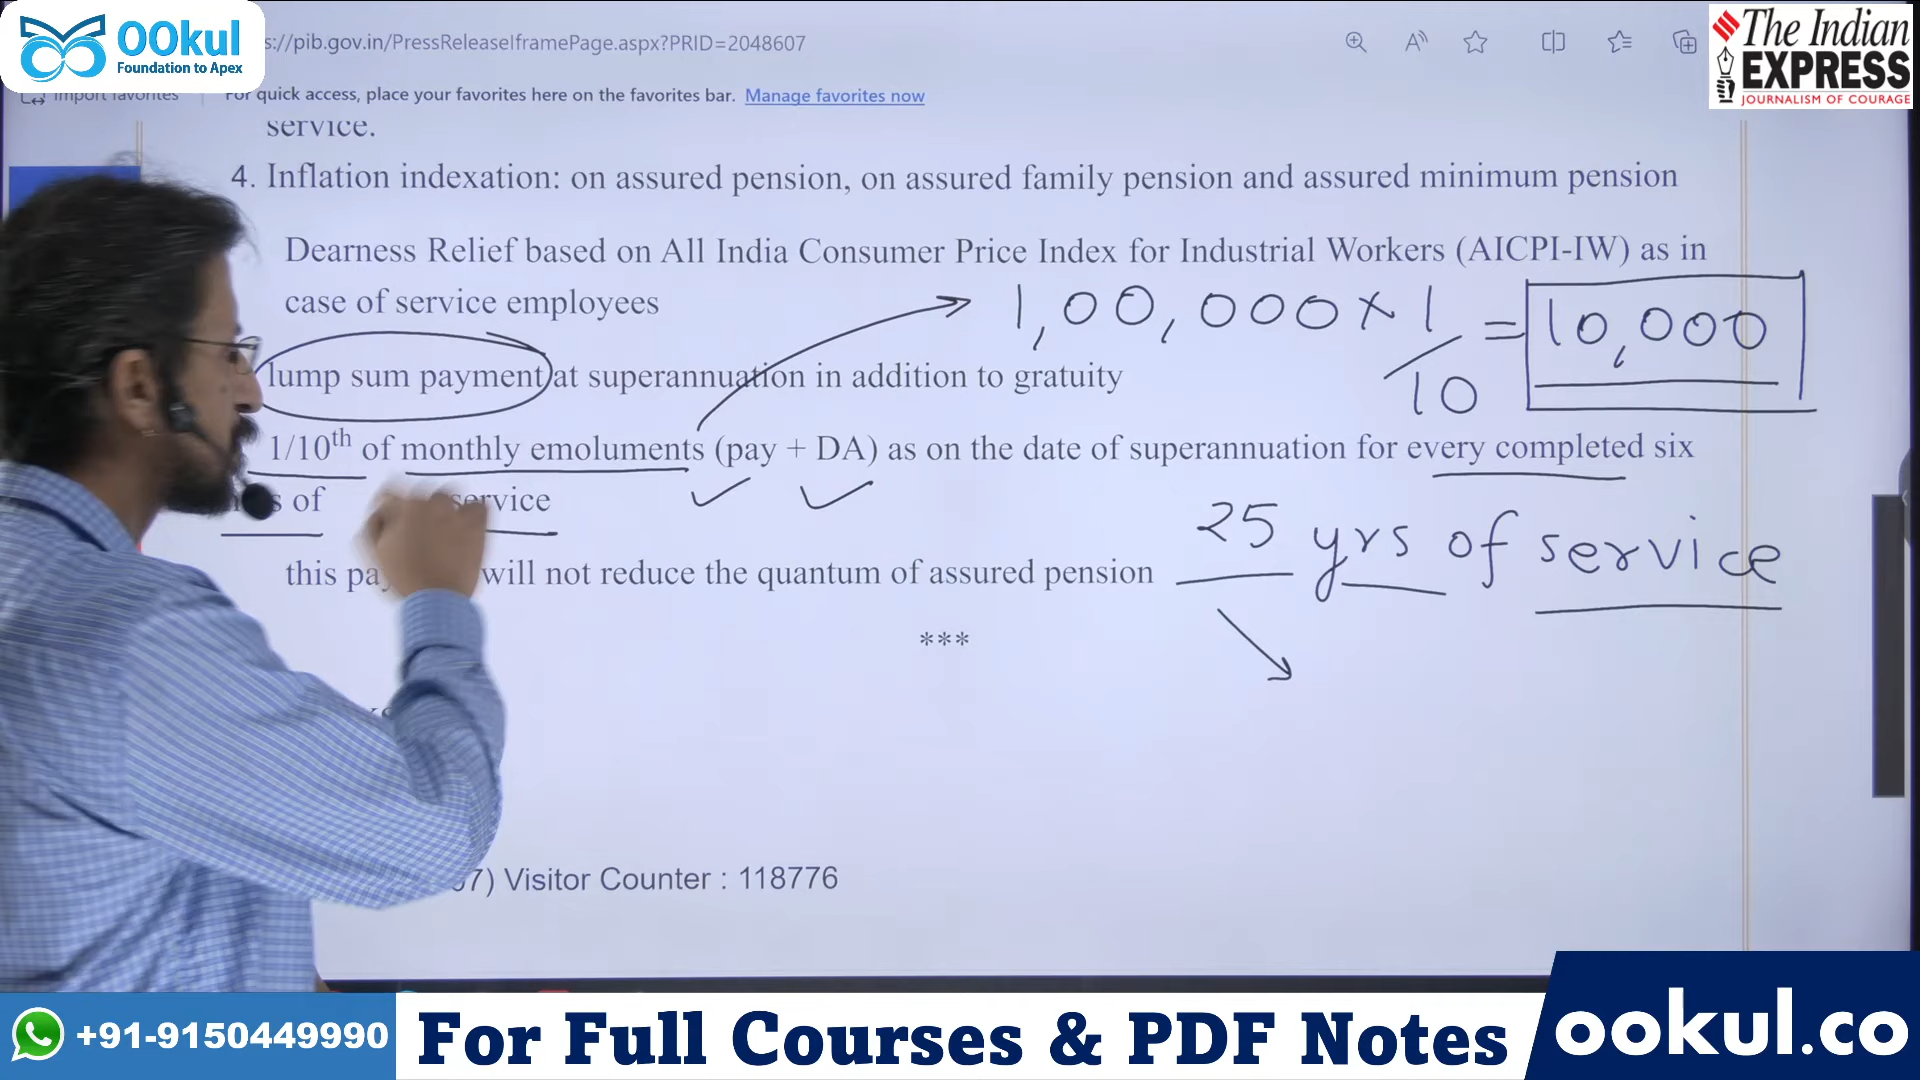 OOkul
Foundation to Apex
s://pib.gov.in/PressReleaseIframePage.aspx?PRID=2048607
The Indian
EXPRESS
JOURNALISM OF COURAGE
Import favorites
For quick access, place your favorites here on the favorites bar. Manage favorites now
service.
4. Inflation indexation: on assured pension, on assured family pension and assured minimum pension
Dearness Relief based on All India Consumer Price Index for Industrial Workers (AICPI-IW) as in
case of service employees
1,00,000 × 1/10 = 10,000
lump sum payment at superannuation in addition to gratuity
1/10th of monthly emoluments (pay + DA) as on the date of superannuation for every completed six
of service
25 yrs of service
this will not reduce the quantum of assured pension
***
7) Visitor Counter : 118776
+91-9150449990
For Full Courses & PDF Notes
ookul.co